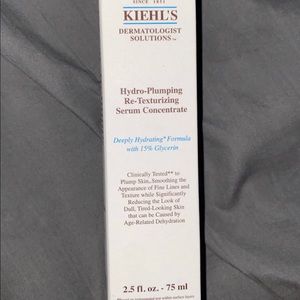 SINCE 1851
KIEHL'S
DERMATOLOGIST
SOLUTIONS™
Hydro-Plumping
Re-Texturizing
Serum Concentrate
Deeply Hydrating* Formula
with 15% Glycerin
Clinically Tested** to
Plump Skin, Smoothing the
Appearance of Fine Lines and
Texture while Significantly
Reducing the Look of
Dull, Tired-Looking Skin
that can be Caused by
Age-Related Dehydration
2.5 fl. oz. - 75 ml